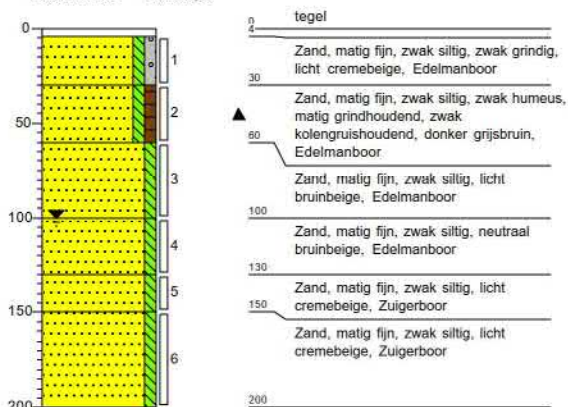 0
50
100
150
200
1
2
3
4
5
6
0
tegel
4
Zand, matig fijn, zwak siltig, zwak grindig,
licht cremebeige, Edelmanboor
30
Zand, matig fijn, zwak siltig, zwak humeus,
matig grindhoudend, zwak
kolengruishoudend, donker grijsbruin,
Edelmanboor
60
Zand, matig fijn, zwak siltig, licht
bruinbeige, Edelmanboor
100
Zand, matig fijn, zwak siltig, neutraal
bruinbeige, Edelmanboor
130
Zand, matig fijn, zwak siltig, licht
cremebeige, Zuigerboor
150
Zand, matig fijn, zwak siltig, licht
cremebeige, Zuigerboor
200